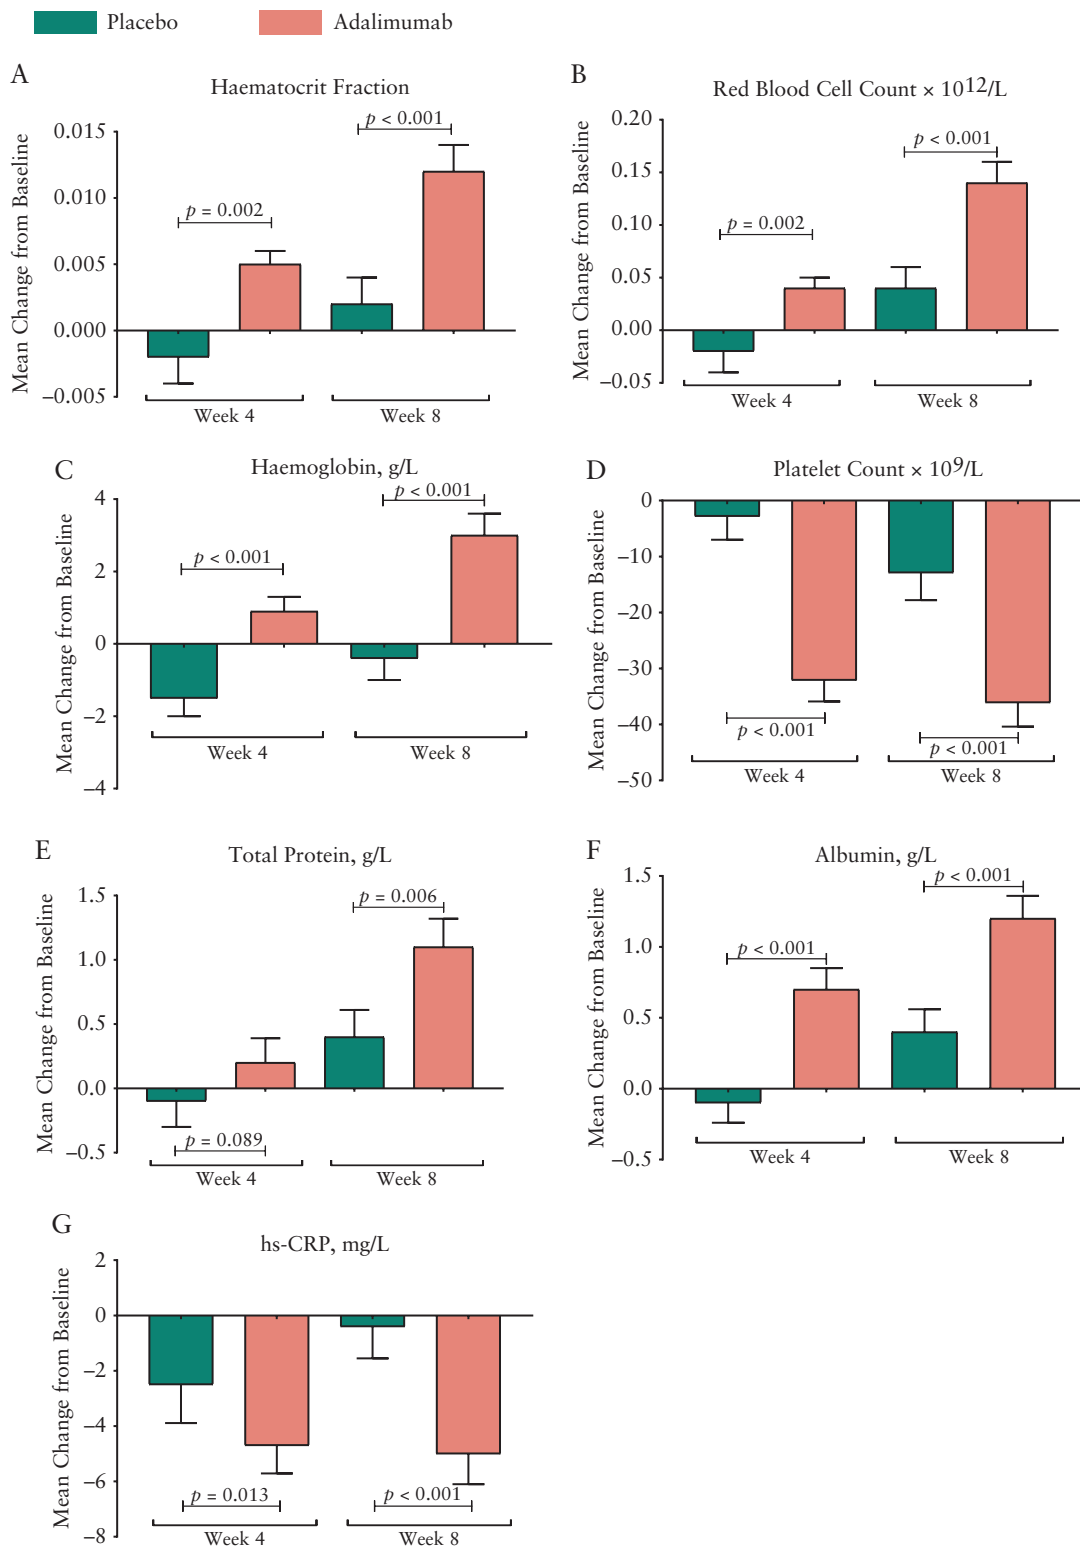 Placebo
Adalimumab
A
Haematocrit Fraction
Mean Change from Baseline
0.015
0.010
0.005
0.000
–0.005
p = 0.002
p < 0.001
Week 4
Week 8
B
Red Blood Cell Count × 10¹²/L
Mean Change from Baseline
0.20
0.15
0.10
0.05
0.00
–0.05
p = 0.002
p < 0.001
Week 4
Week 8
C
Haemoglobin, g/L
Mean Change from Baseline
4
2
0
–2
–4
p < 0.001
p < 0.001
Week 4
Week 8
D
Platelet Count × 10⁹/L
Mean Change from Baseline
0
–10
–20
–30
–40
–50
p < 0.001
p < 0.001
Week 4
Week 8
E
Total Protein, g/L
Mean Change from Baseline
1.5
1.0
0.5
0.0
–0.5
p = 0.089
p = 0.006
Week 4
Week 8
F
Albumin, g/L
Mean Change from Baseline
1.5
1.0
0.5
0.0
–0.5
p < 0.001
p < 0.001
Week 4
Week 8
G
hs-CRP, mg/L
Mean Change from Baseline
2
0
–2
–4
–6
–8
p = 0.013
p < 0.001
Week 4
Week 8